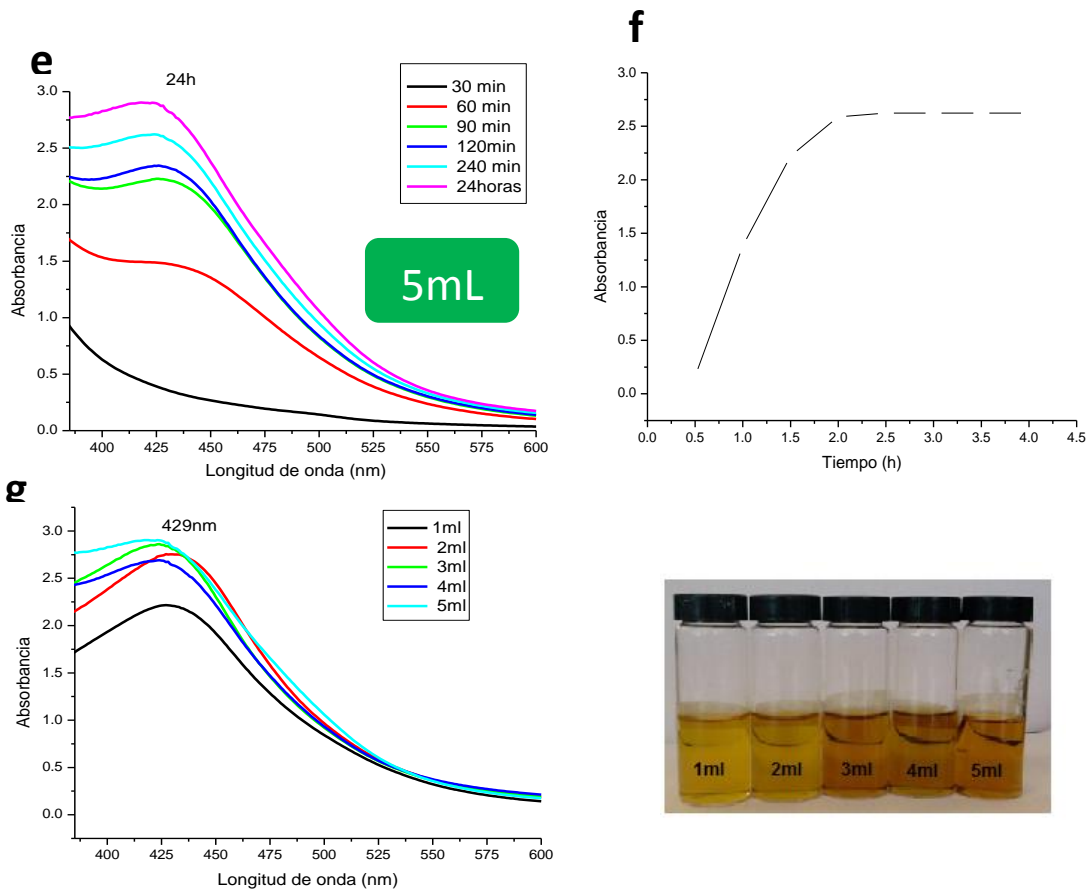 e
24h
3.0
2.5
2.0
1.5
1.0
0.5
0.0
Absorbancia
400 425 450 475 500 525 550 575 600
Longitud de onda (nm)
30 min
60 min
90 min
120min
240 min
24horas
5mL
f
3.0
2.5
2.0
1.5
1.0
0.5
0.0
Absorbancia
0.0 0.5 1.0 1.5 2.0 2.5 3.0 3.5 4.0 4.5
Tiempo (h)
g
429nm
3.0
2.5
2.0
1.5
1.0
0.5
0.0
Absorbancia
400 425 450 475 500 525 550 575 600
Longitud de onda (nm)
1ml
2ml
3ml
4ml
5ml
1ml 2ml 3ml 4ml 5ml